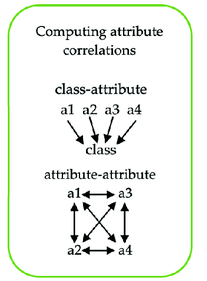 Computing attribute
correlations
class-attribute
a1 a2 a3 a4
class
attribute-attribute
a1 a3
a2 a4